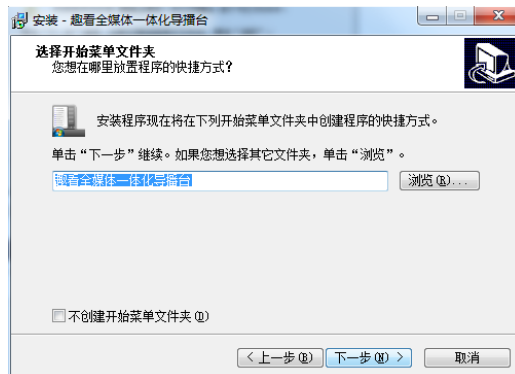 安装 - 趣看全媒体一体化导播台
选择开始菜单文件夹
您想在哪里放置程序的快捷方式?
安装程序现在将在下列开始菜单文件夹中创建程序的快捷方式。
单击“下一步”继续。如果您想选择其它文件夹，单击“浏览”。
趣看全媒体一体化导播台
浏览(R)...
不创建开始菜单文件夹(D)
< 上一步(B) 下一步(N) > 取消